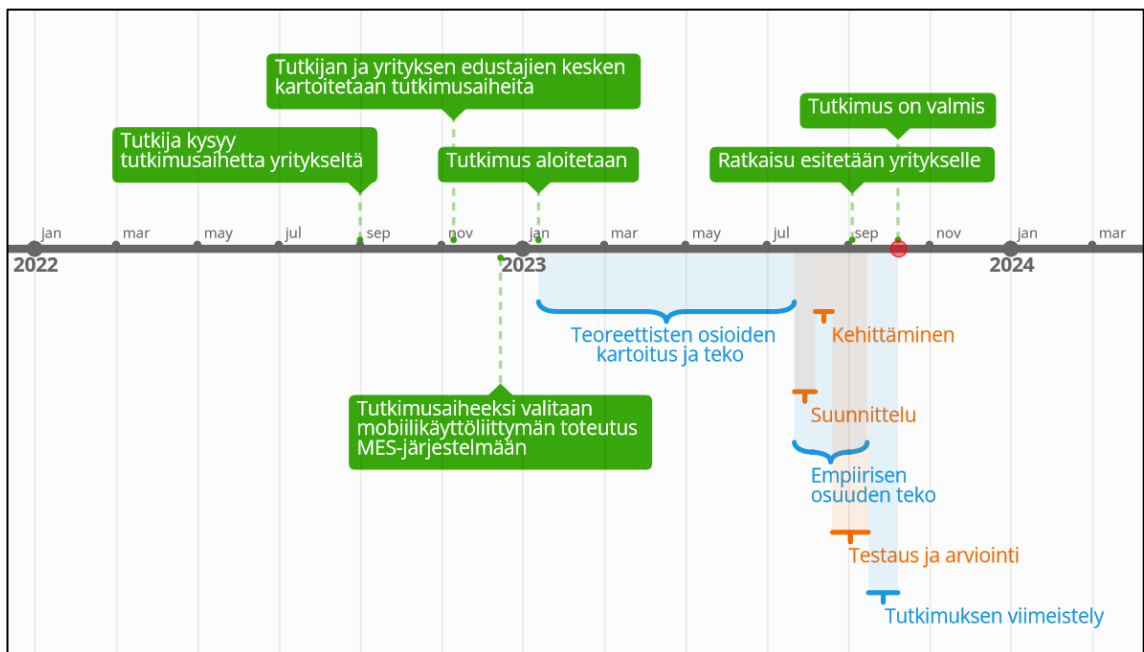 Tutkijan ja yrityksen edustajien kesken
kartoitetaan tutkimusaiheita
Tutkimus on valmis
Tutkija kysyy
tutkimusaihetta yritykseltä
Tutkimus aloitetaan
Ratkaisu esitetään yritykselle
jan mar may jul sep nov jan mar may jul sep nov jan mar
2022 2023 2024
Teoreettisten osioiden
kartoitus ja teko
Kehittäminen
Tutkimusaiheeksi valitaan
mobiilikäyttöliittymän toteutus
MES-järjestelmään
Suunnittelu
Empiirisen
osuuden teko
Testaus ja arviointi
Tutkimuksen viimeistely